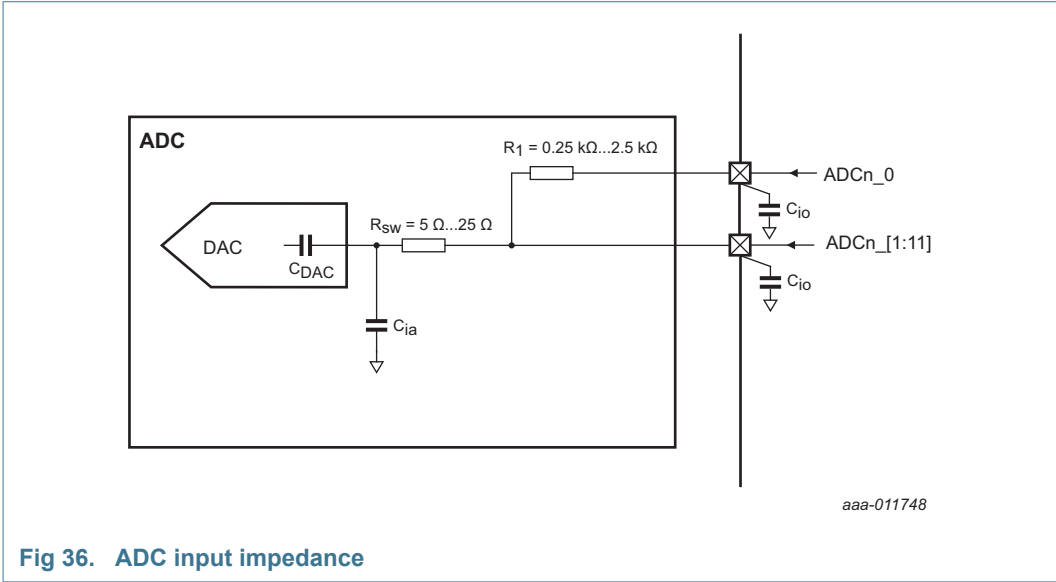 ADC
R1 = 0.25 kΩ...2.5 kΩ
ADCn_0
Cio
Rsw = 5 Ω...25 Ω
DAC
CDAC
ADCn_[1:11]
Cio
Cia
aaa-011748
Fig 36. ADC input impedance